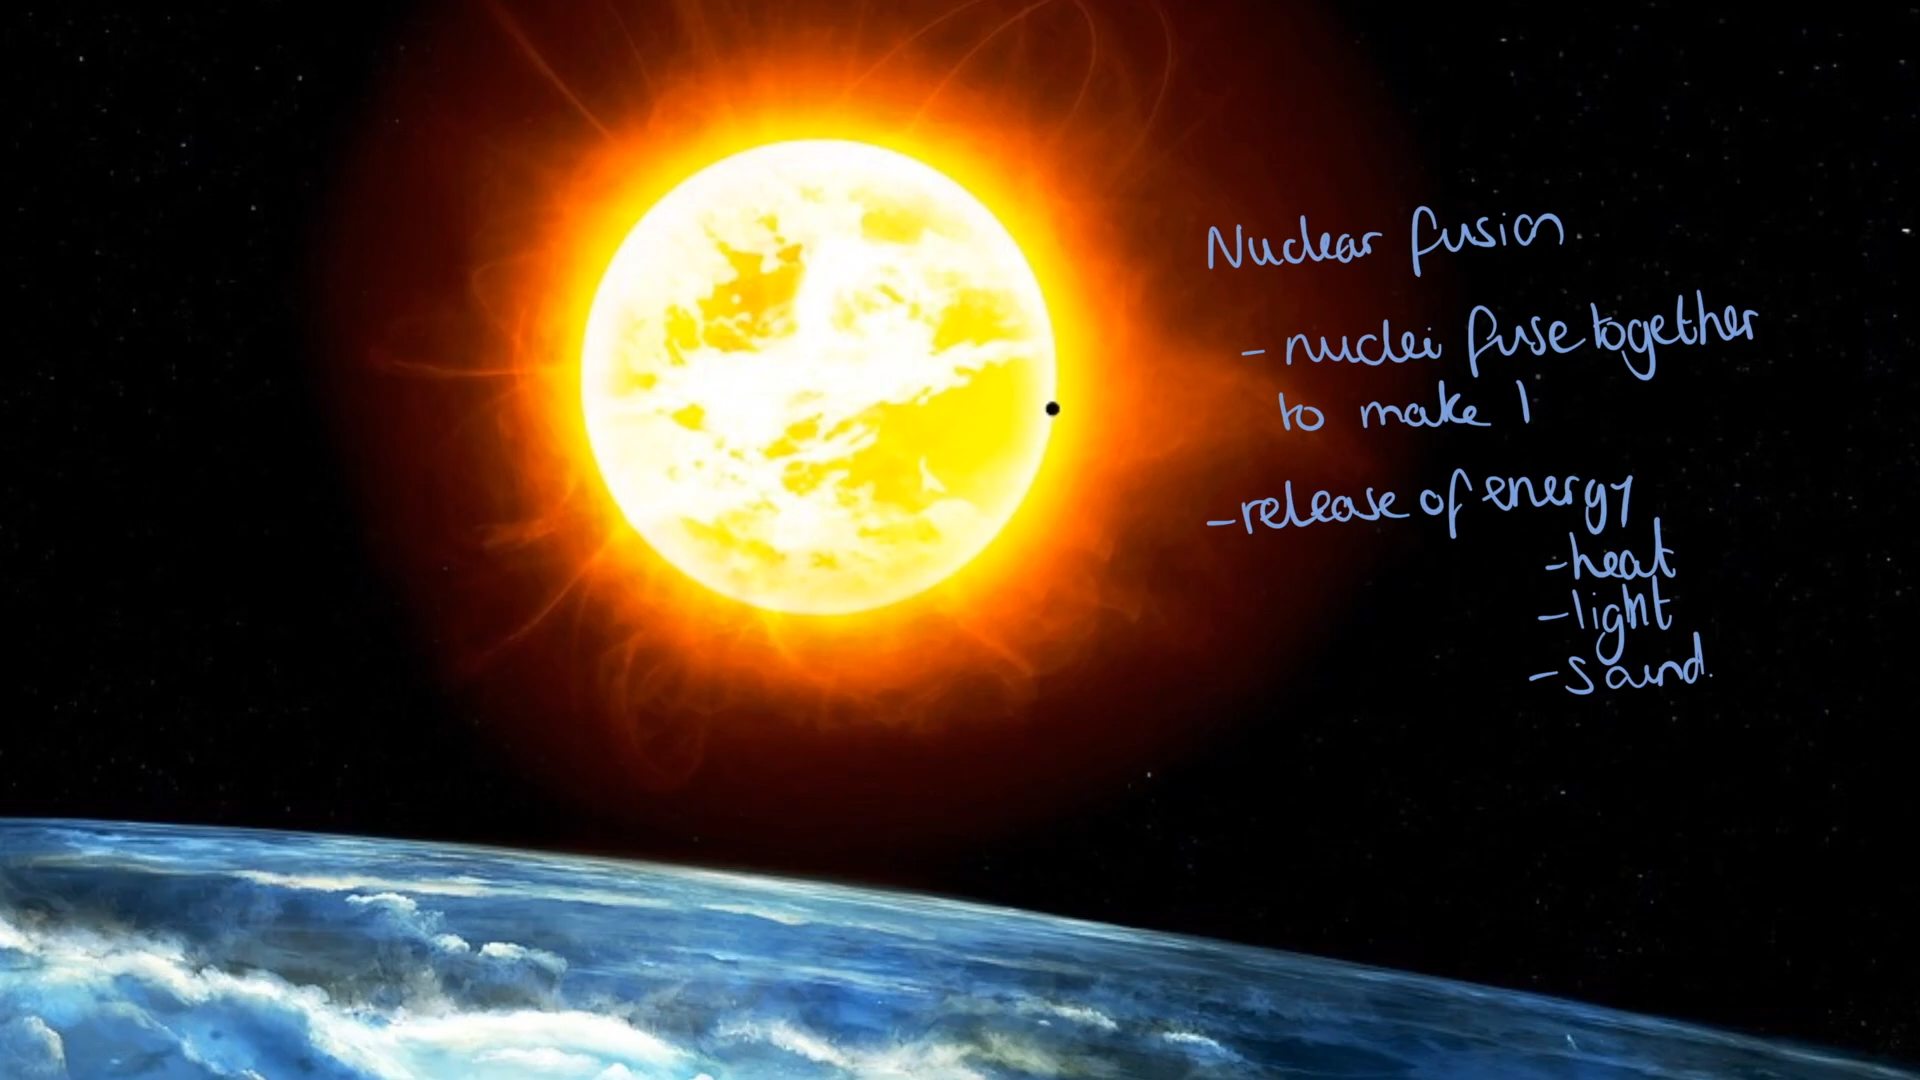 Nuclear fusion
- nuclei fuse together
to make 1
- release of energy
- heat
- light
- sound.